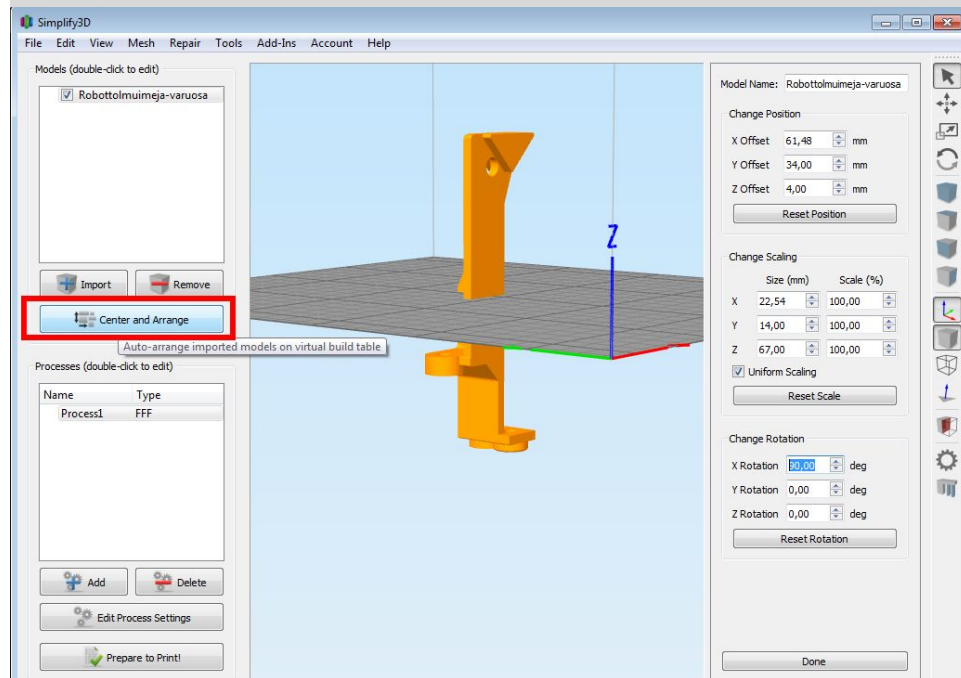 Simplify3D
File Edit View Mesh Repair Tools Add-Ins Account Help
Models (double-click to edit)
Robottolmuimeja-varuosa
Import Remove
Center and Arrange
Auto-arrange imported models on virtual build table
Processes (double-click to edit)
Name Type
Process1 FFF
Add Delete
Edit Process Settings
Prepare to Print!
Z
Model Name: Robottolmuimeja-varuosa
Change Position
X Offset 61,48 mm
Y Offset 34,00 mm
Z Offset 4,00 mm
Reset Position
Change Scaling
Size (mm) Scale (%)
X 22,54 100,00
Y 14,00 100,00
Z 67,00 100,00
Uniform Scaling
Reset Scale
Change Rotation
X Rotation 90,00 deg
Y Rotation 0,00 deg
Z Rotation 0,00 deg
Reset Rotation
Done